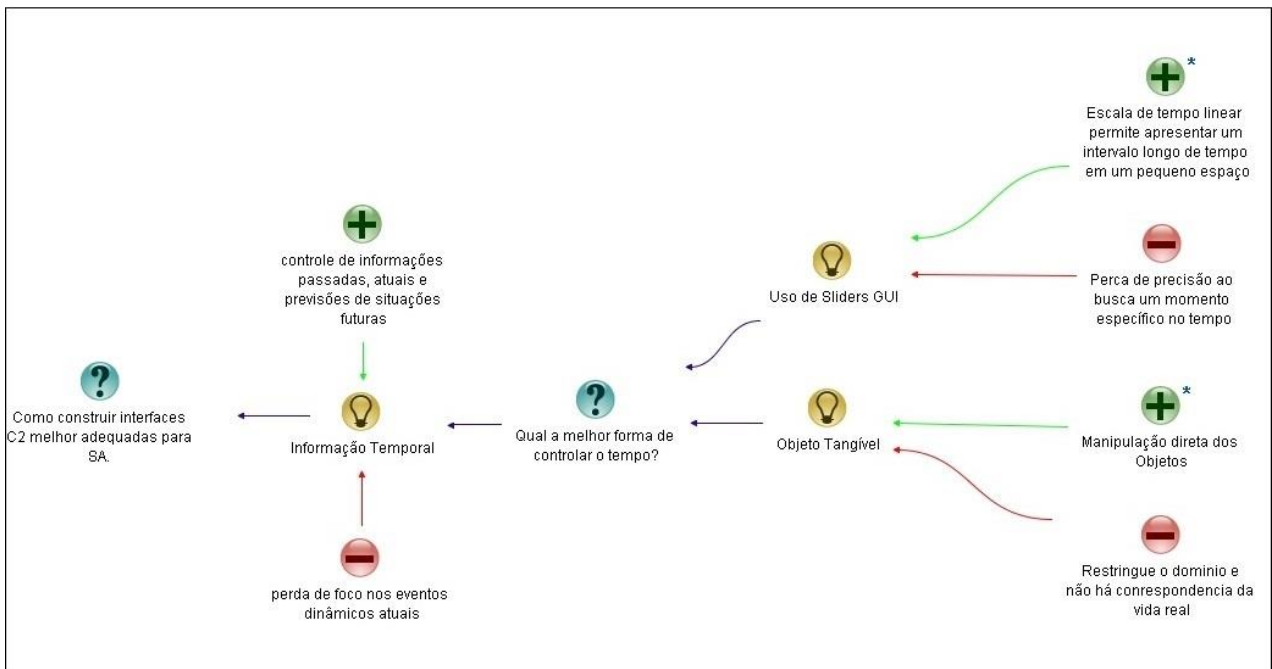 Como construir interfaces
C2 melhor adequadas para
SA.
controle de informações
passadas, atuais e
previsões de situações
futuras
Informação Temporal
perda de foco nos eventos
dinâmicos atuais
Qual a melhor forma de
controlar o tempo?
Uso de Sliders GUI
Objeto Tangível
*
Escala de tempo linear
permite apresentar um
intervalo longo de tempo
em um pequeno espaço
Perca de precisão ao
busca um momento
específico no tempo
*
Manipulação direta dos
Objetos
Restringue o dominio e
não há conrespondencia da
vida real